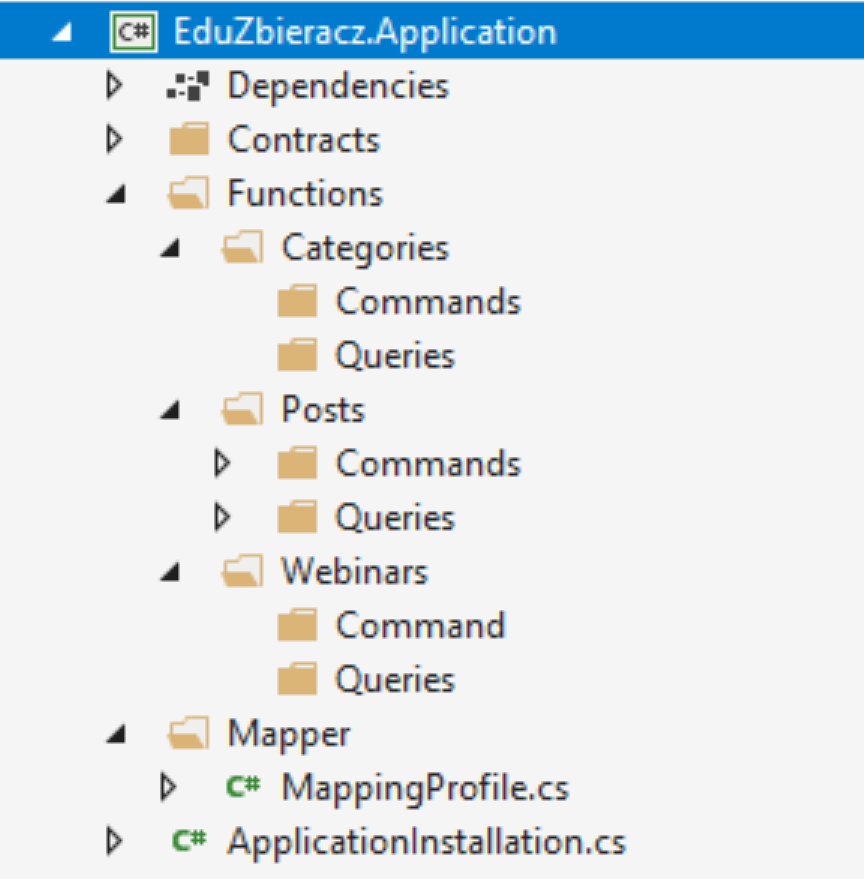 C# EduZbieracz.Application
Dependencies
Contracts
Functions
Categories
Commands
Queries
Posts
Commands
Queries
Webinars
Command
Queries
Mapper
C# MappingProfile.cs
C# ApplicationInstallation.cs